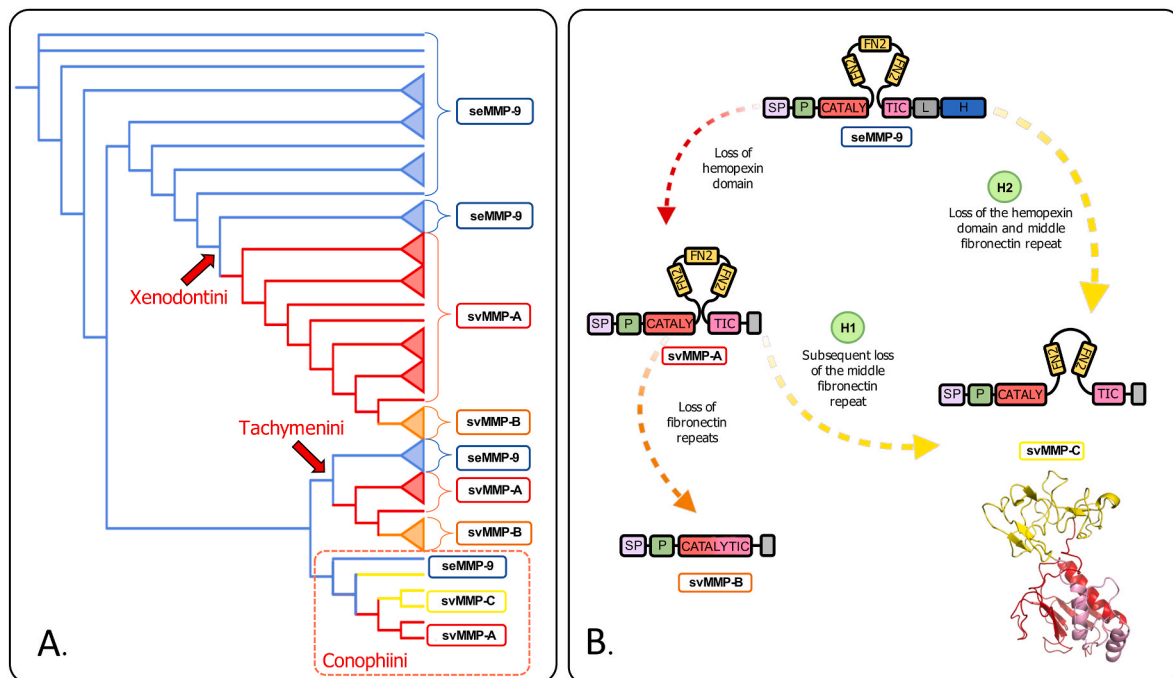 seMMP-9
seMMP-9
Xenodontini
svMMP-A
svMMP-B
Tachymenini
seMMP-9
svMMP-A
svMMP-B
seMMP-9
svMMP-C
svMMP-A
Conophiini
A.
FN2
FN2
FN2
SP P CATALY TIC L H
seMMP-9
Loss of
hemopexin
domain
H2
Loss of the hemopexin
domain and middle
fibronectin repeat
FN2
FN2
FN2
SP P CATALY TIC
svMMP-A
H1
Subsequent loss
of the middle
fibronectin
repeat
FN2
FN2
SP P CATALY TIC
svMMP-C
Loss of
fibronectin
repeats
SP P CATALYTIC
svMMP-B
B.